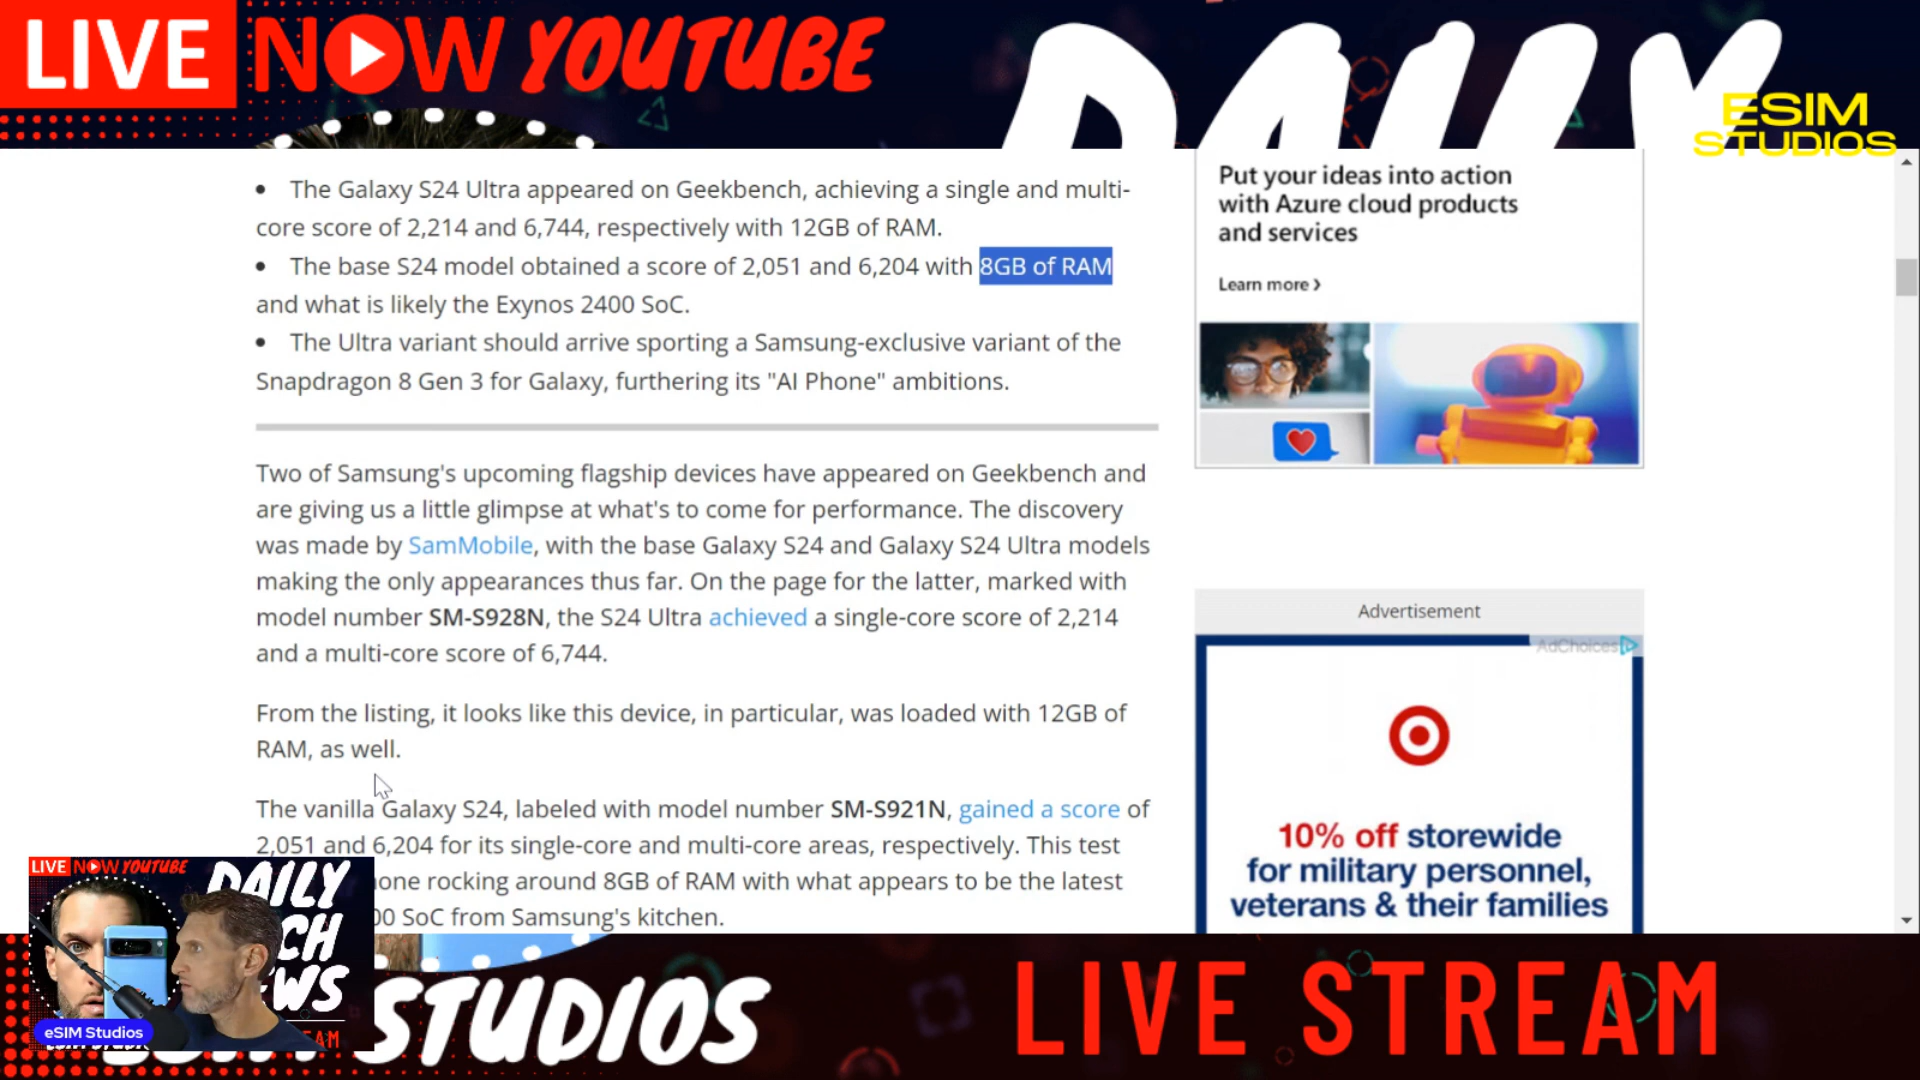 LIVE NOW YOUTUBE
DAILY
ESIM
STUDIOS
• The Galaxy S24 Ultra appeared on Geekbench, achieving a single and multi-
core score of 2,214 and 6,744, respectively with 12GB of RAM.
• The base S24 model obtained a score of 2,051 and 6,204 with 8GB of RAM
and what is likely the Exynos 2400 SoC.
• The Ultra variant should arrive sporting a Samsung-exclusive variant of the
Snapdragon 8 Gen 3 for Galaxy, furthering its "AI Phone" ambitions.
Two of Samsung's upcoming flagship devices have appeared on Geekbench and
are giving us a little glimpse at what's to come for performance. The discovery
was made by SamMobile, with the base Galaxy S24 and Galaxy S24 Ultra models
making the only appearances thus far. On the page for the latter, marked with
model number SM-S928N, the S24 Ultra achieved a single-core score of 2,214
and a multi-core score of 6,744.
From the listing, it looks like this device, in particular, was loaded with 12GB of
RAM, as well.
The vanilla Galaxy S24, labeled with model number SM-S921N, gained a score of
2,051 and 6,204 for its single-core and multi-core areas, respectively. This test
one rocking around 8GB of RAM with what appears to be the latest
00 SoC from Samsung's kitchen.
Put your ideas into action
with Azure cloud products
and services
Learn more ›
Advertisement
AdChoices
10% off storewide
for military personnel,
veterans & their families
LIVE NOW YOUTUBE
DAILY
CH
EWS
AM
eSIM Studios
STUDIOS
LIVE STREAM